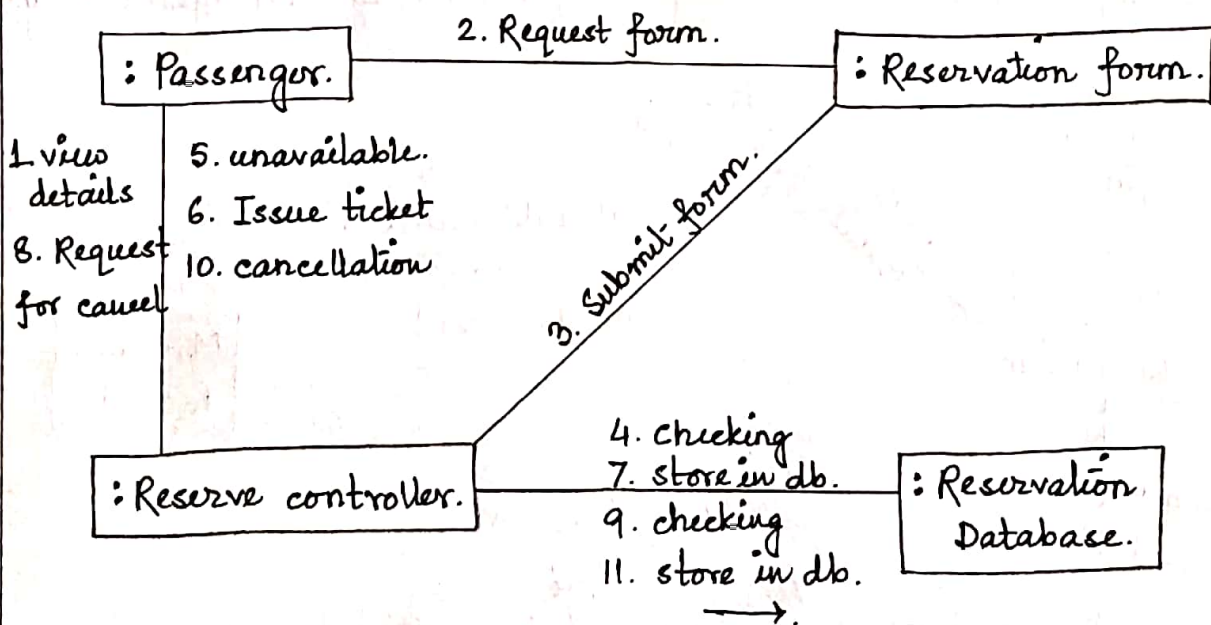 2. Request form.
: Passenger.
: Reservation form.
1 view
details
8. Request
for cancel
5. unavailable.
6. Issue ticket
10. cancellation
3. Submit form.
: Reserve controller.
4. checking
7. store in db.
9. checking
11. store in db.
: Reservation
Database.